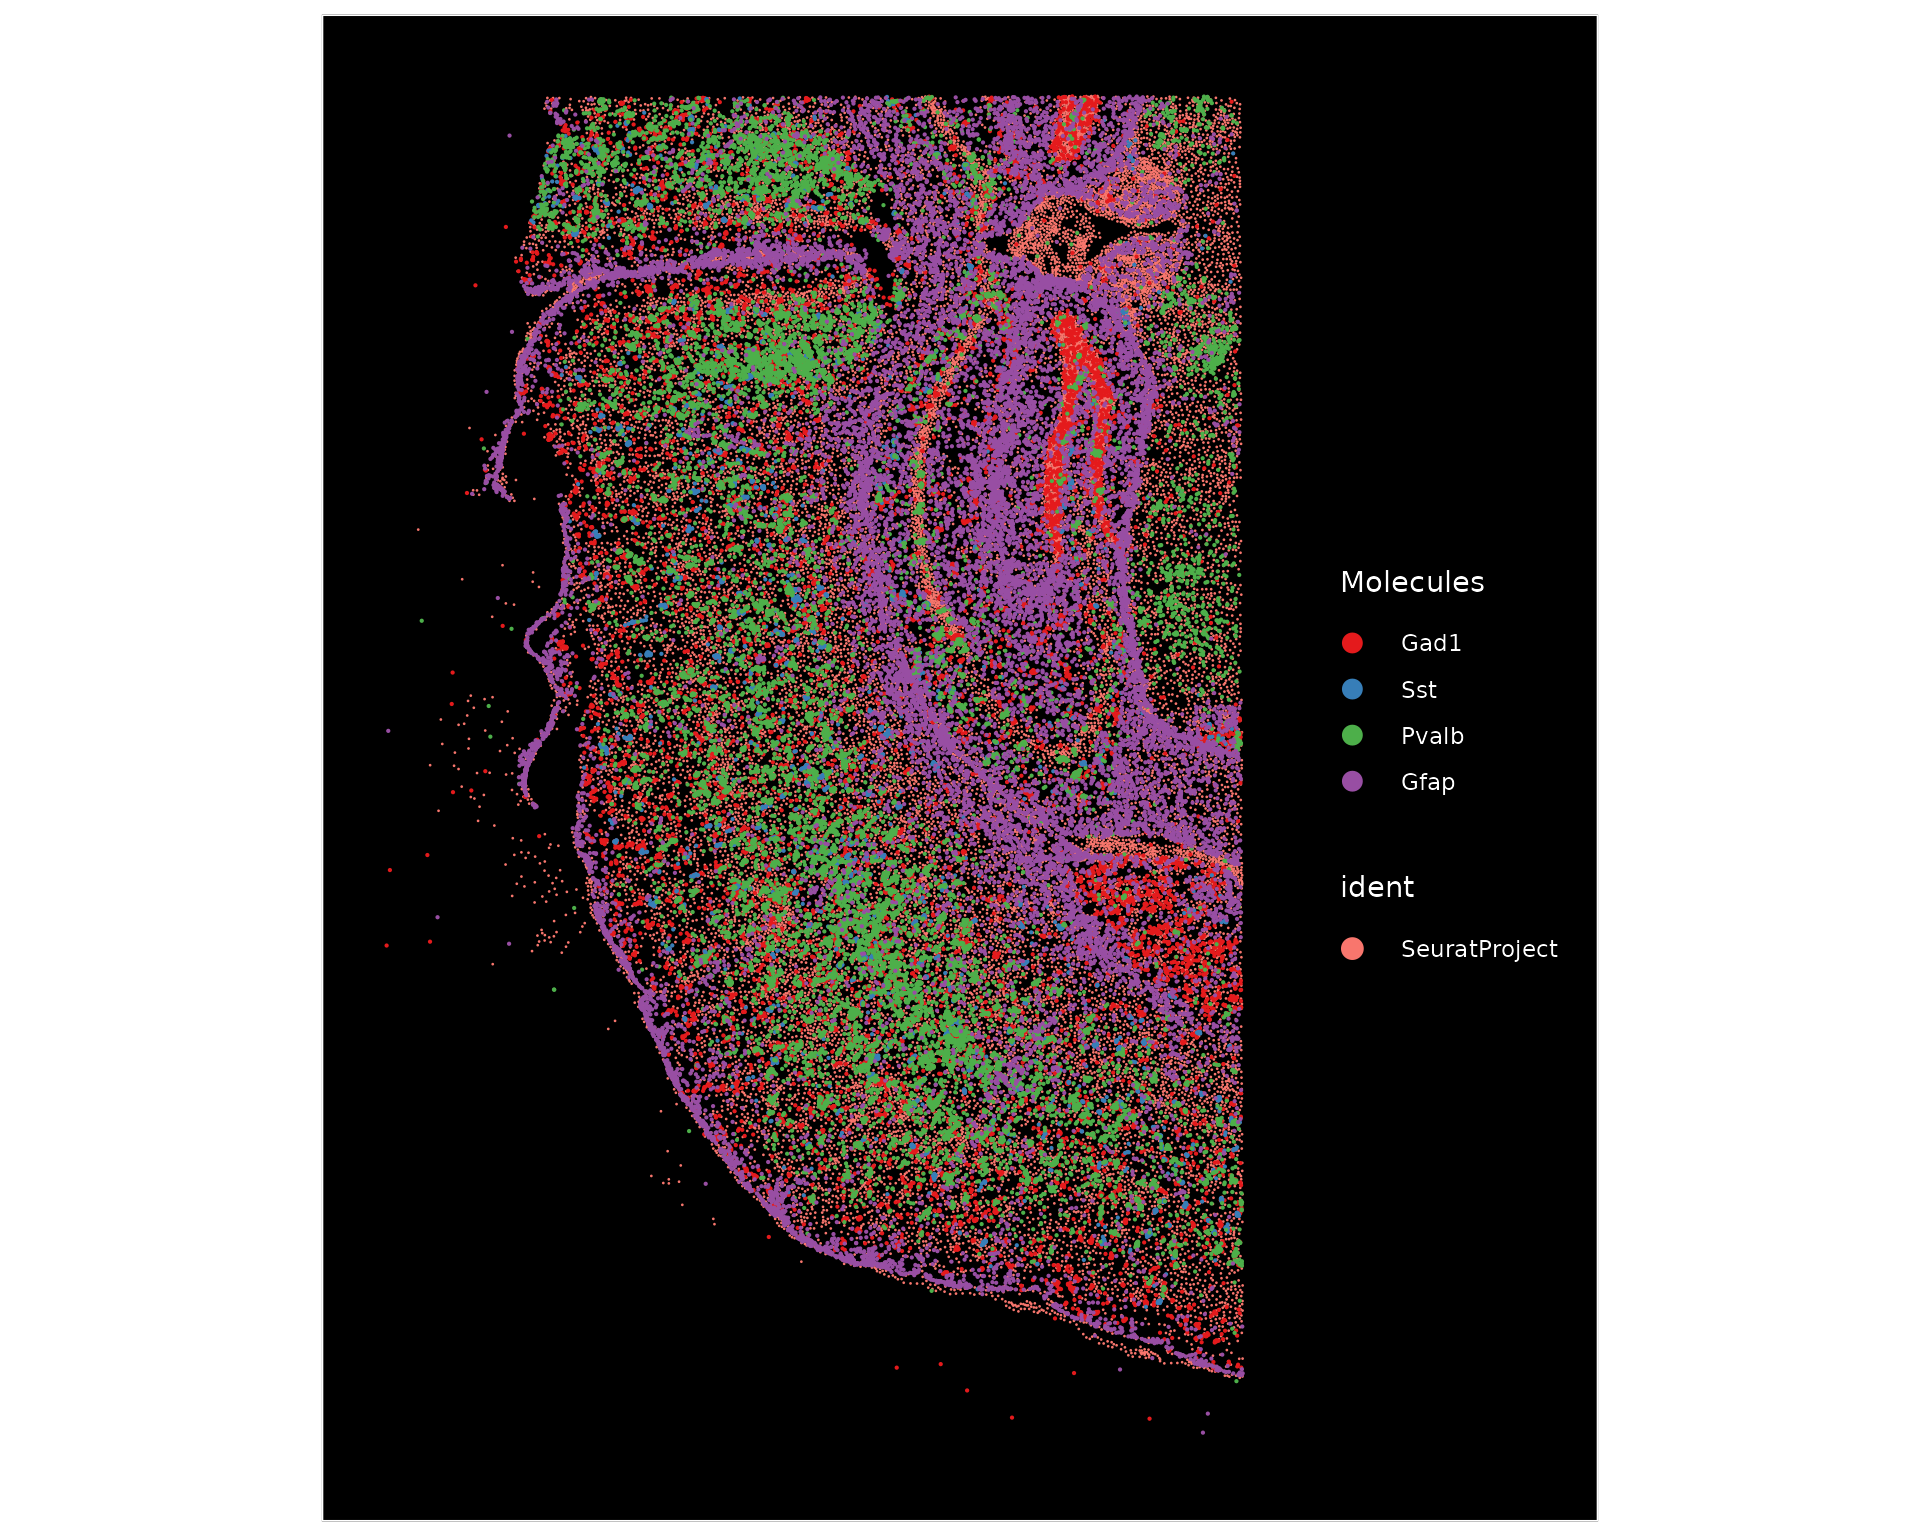 Molecules
Gad1
Sst
Pvalb
Gfap
ident
SeuratProject